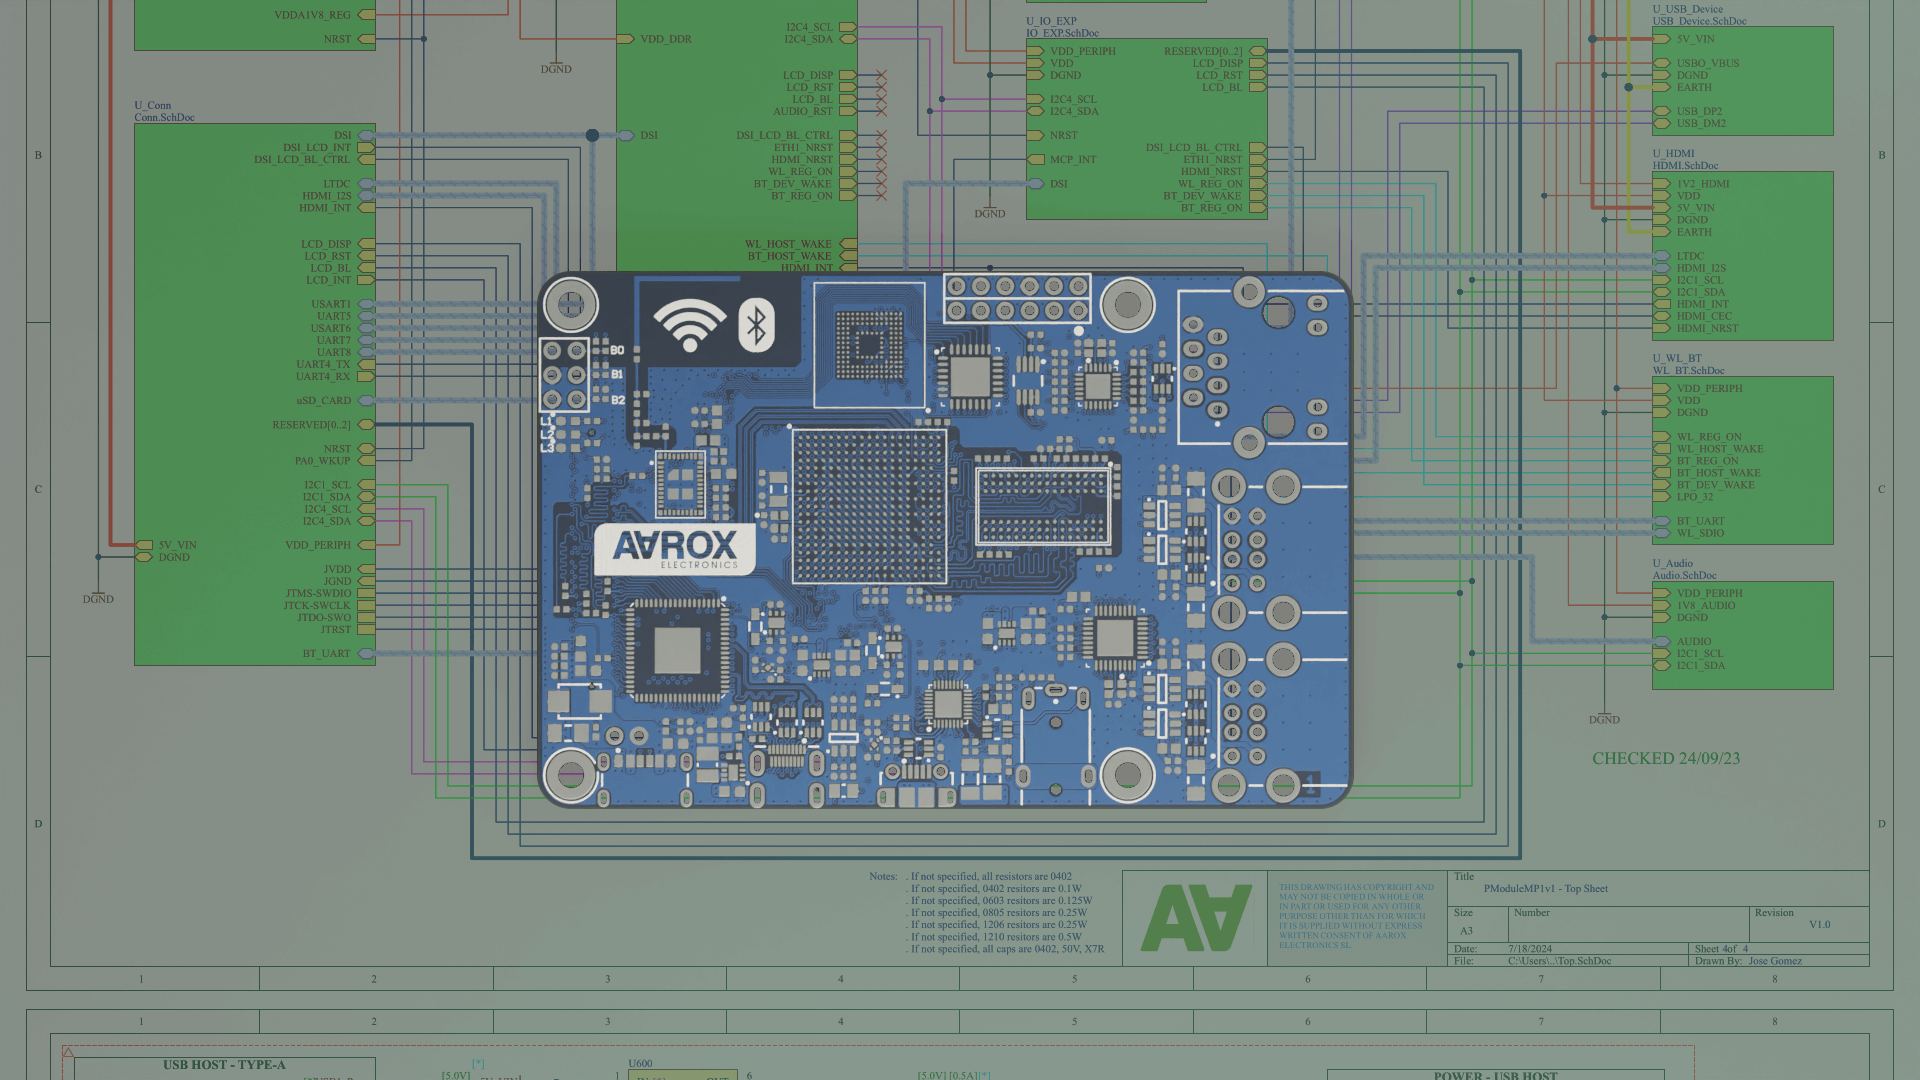 VDDA1V8_REG
NRST
DGND
VDD_DDR
I2C4_SCL
I2C4_SDA
LCD_DISP
LCD_RST
LCD_BL
AUDIO_RST
DSI_LCD_BL_CTRL
ETH1_NRST
HDMI_NRST
WL_REG_ON
BT_DEV_WAKE
BT_REG_ON
WL_HOST_WAKE
BT_HOST_WAKE
HDMI_INT
DSI
U_IO_EXP
IO_EXP.SchDoc
VDD_PERIPH
VDD
DGND
I2C4_SCL
I2C4_SDA
NRST
MCP_INT
DSI
RESERVED[0..2]
LCD_DISP
LCD_RST
LCD_BL
DSI_LCD_BL_CTRL
ETH1_NRST
HDMI_NRST
WL_REG_ON
BT_DEV_WAKE
BT_REG_ON
DGND
U_USB_Device
USB_Device.SchDoc
5V_VIN
USBO_VBUS
DGND
EARTH
USB_DP2
USB_DM2
U_HDMI
HDMI.SchDoc
1V2_HDMI
VDD
5V_VIN
DGND
EARTH
LTDC
HDMI_I2S
I2C1_SCL
I2C1_SDA
HDMI_INT
HDMI_CEC
HDMI_NRST
U_WL_BT
WL_BT.SchDoc
VDD_PERIPH
VDD
DGND
WL_REG_ON
WL_HOST_WAKE
BT_REG_ON
BT_HOST_WAKE
BT_DEV_WAKE
LPO_32
BT_UART
WL_SDIO
U_Audio
Audio.SchDoc
VDD_PERIPH
1V8_AUDIO
DGND
AUDIO
I2C1_SCL
I2C1_SDA
DGND
CHECKED 24/09/23
U_Conn
Conn.SchDoc
DSI
DSI_LCD_INT
DSI_LCD_BL_CTRL
LTDC
HDMI_I2S
HDMI_INT
LCD_DISP
LCD_RST
LCD_BL
LCD_INT
USART1
UART5
USART6
UART7
UART8
UART4_TX
UART4_RX
uSD_CARD
RESERVED[0..2]
NRST
PA0_WKUP
I2C1_SCL
I2C1_SDA
I2C4_SCL
I2C4_SDA
VDD_PERIPH
JVDD
JGND
JTMS-SWDIO
JTCK-SWCLK
JTDO-SWO
JTRST
BT_UART
5V_VIN
DGND
DGND
B
C
D
B
C
D
B0
B1
B2
L1
L2
L3
AAROX
ELECTRONICS
1
Notes: . If not specified, all resistors are 0402
. If not specified, 0402 resitors are 0.1W
. If not specified, 0603 resitors are 0.125W
. If not specified, 0805 resitors are 0.25W
. If not specified, 1206 resitors are 0.25W
. If not specified, 1210 resitors are 0.5W
. If not specified, all caps are 0402, 50V, X7R
AA
THIS DRAWING HAS COPYRIGHT AND
MAY NOT BE COPIED IN WHOLE OR
IN PART OR USED FOR ANY OTHER
PURPOSE OTHER THAN FOR WHICH
IT IS SUPPLIED WITHOUT EXPRESS
WRITTEN CONSENT OF AAROX
ELECTRONICS SL
Title
PModuleMP1v1 - Top Sheet
Size
A3
Number
Revision
V1.0
Date: 7/18/2024
Sheet 4of 4
File: C:\Users\..\Top.SchDoc
Drawn By: Jose Gomez
1 2 3 4 5 6 7 8
1 2 3 4 5 6 7 8
USB HOST - TYPE-A
[*]
[5.0V]
U600
1
6
[5.0V] [0.5A][*]
POWER - USB HOST